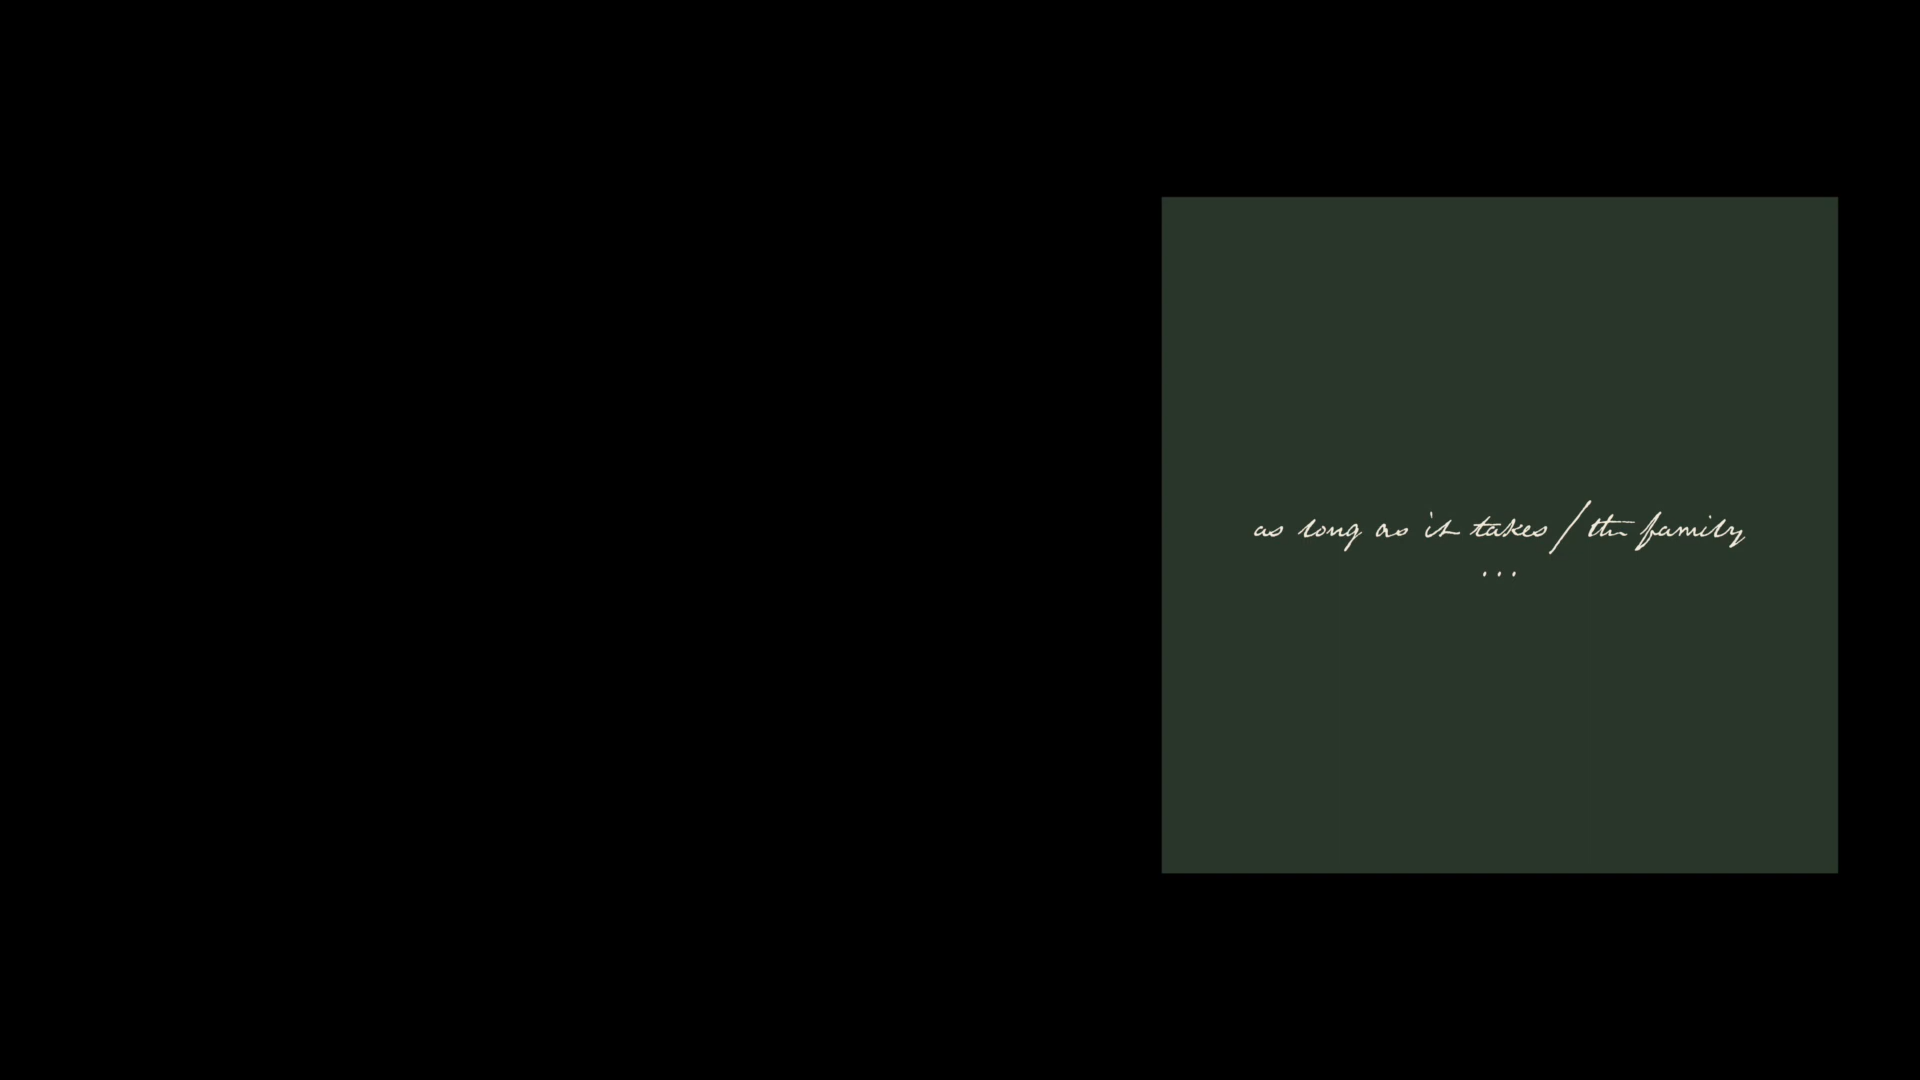 as long as it takes / the family
...